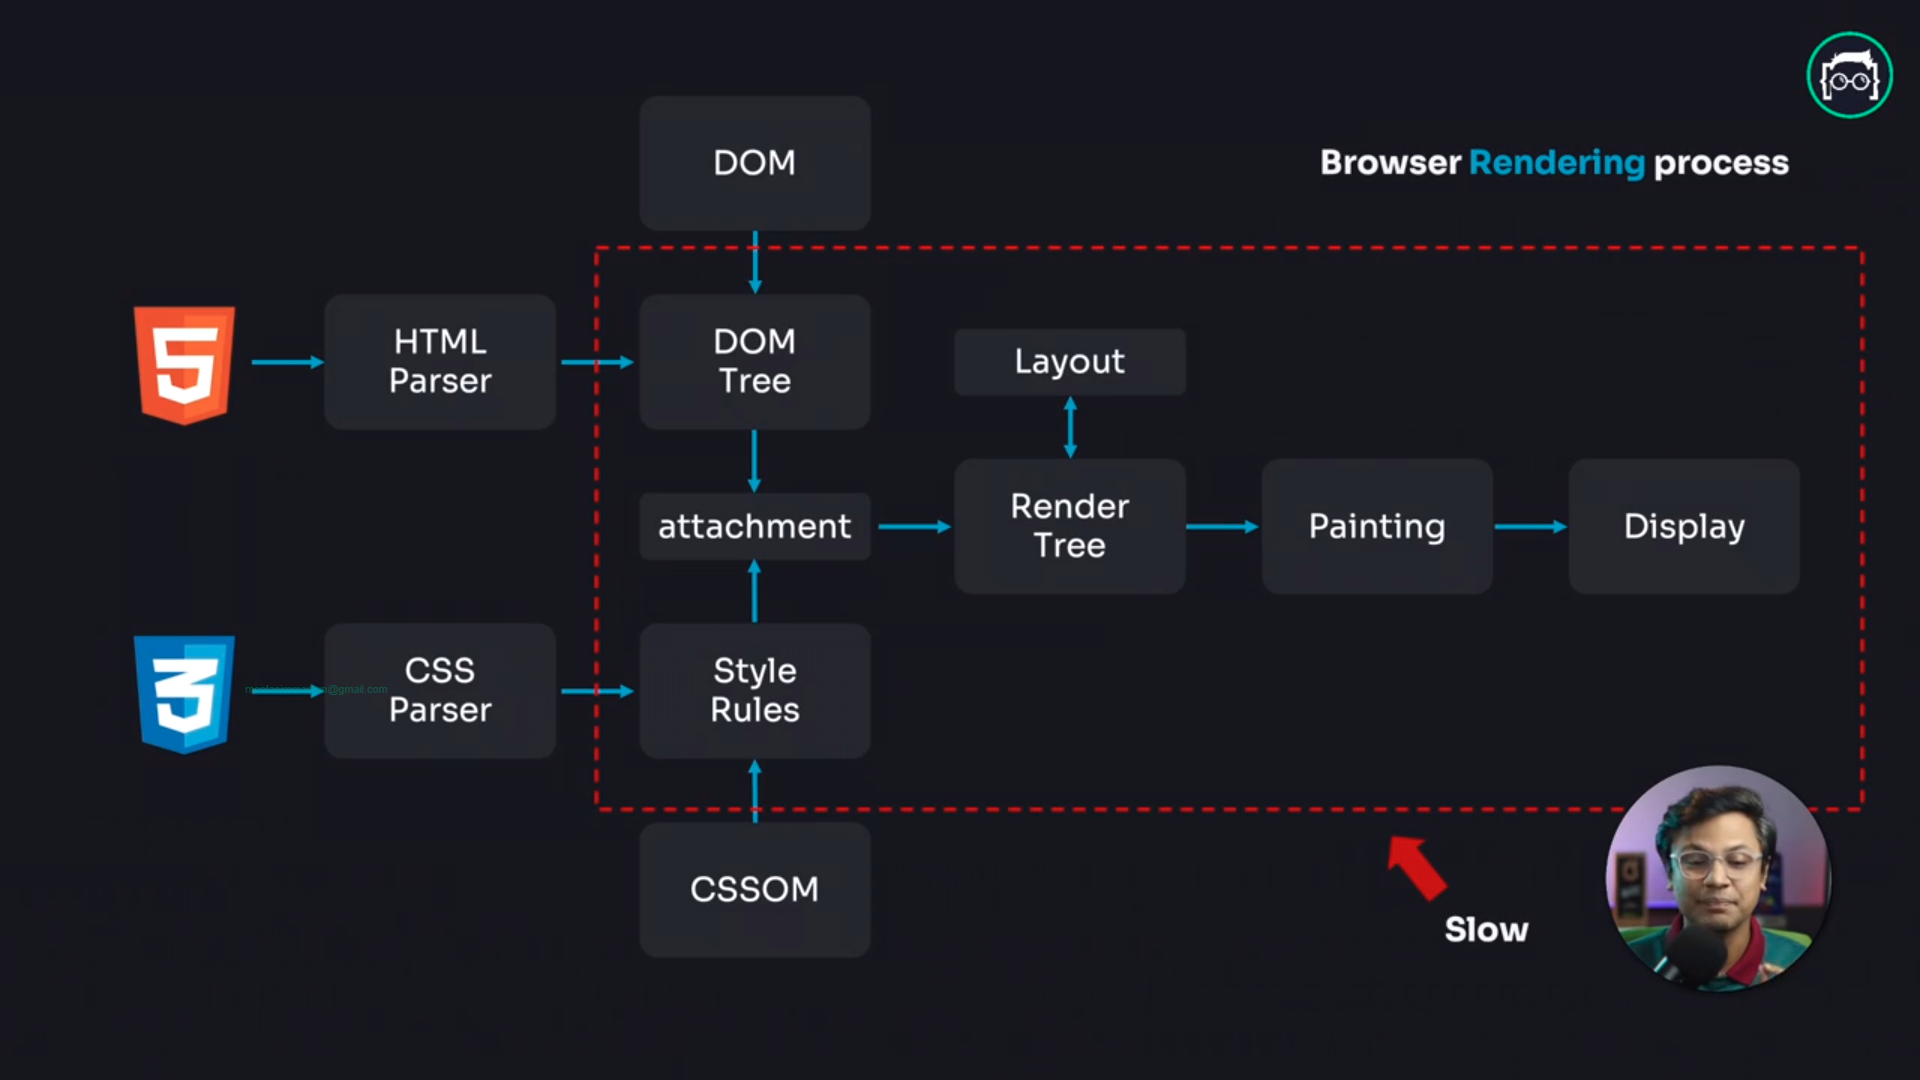 Browser Rendering process
DOM
HTML
Parser
DOM
Tree
Layout
attachment
Render
Tree
Painting
Display
CSS
Parser
Style
Rules
CSSOM
Slow